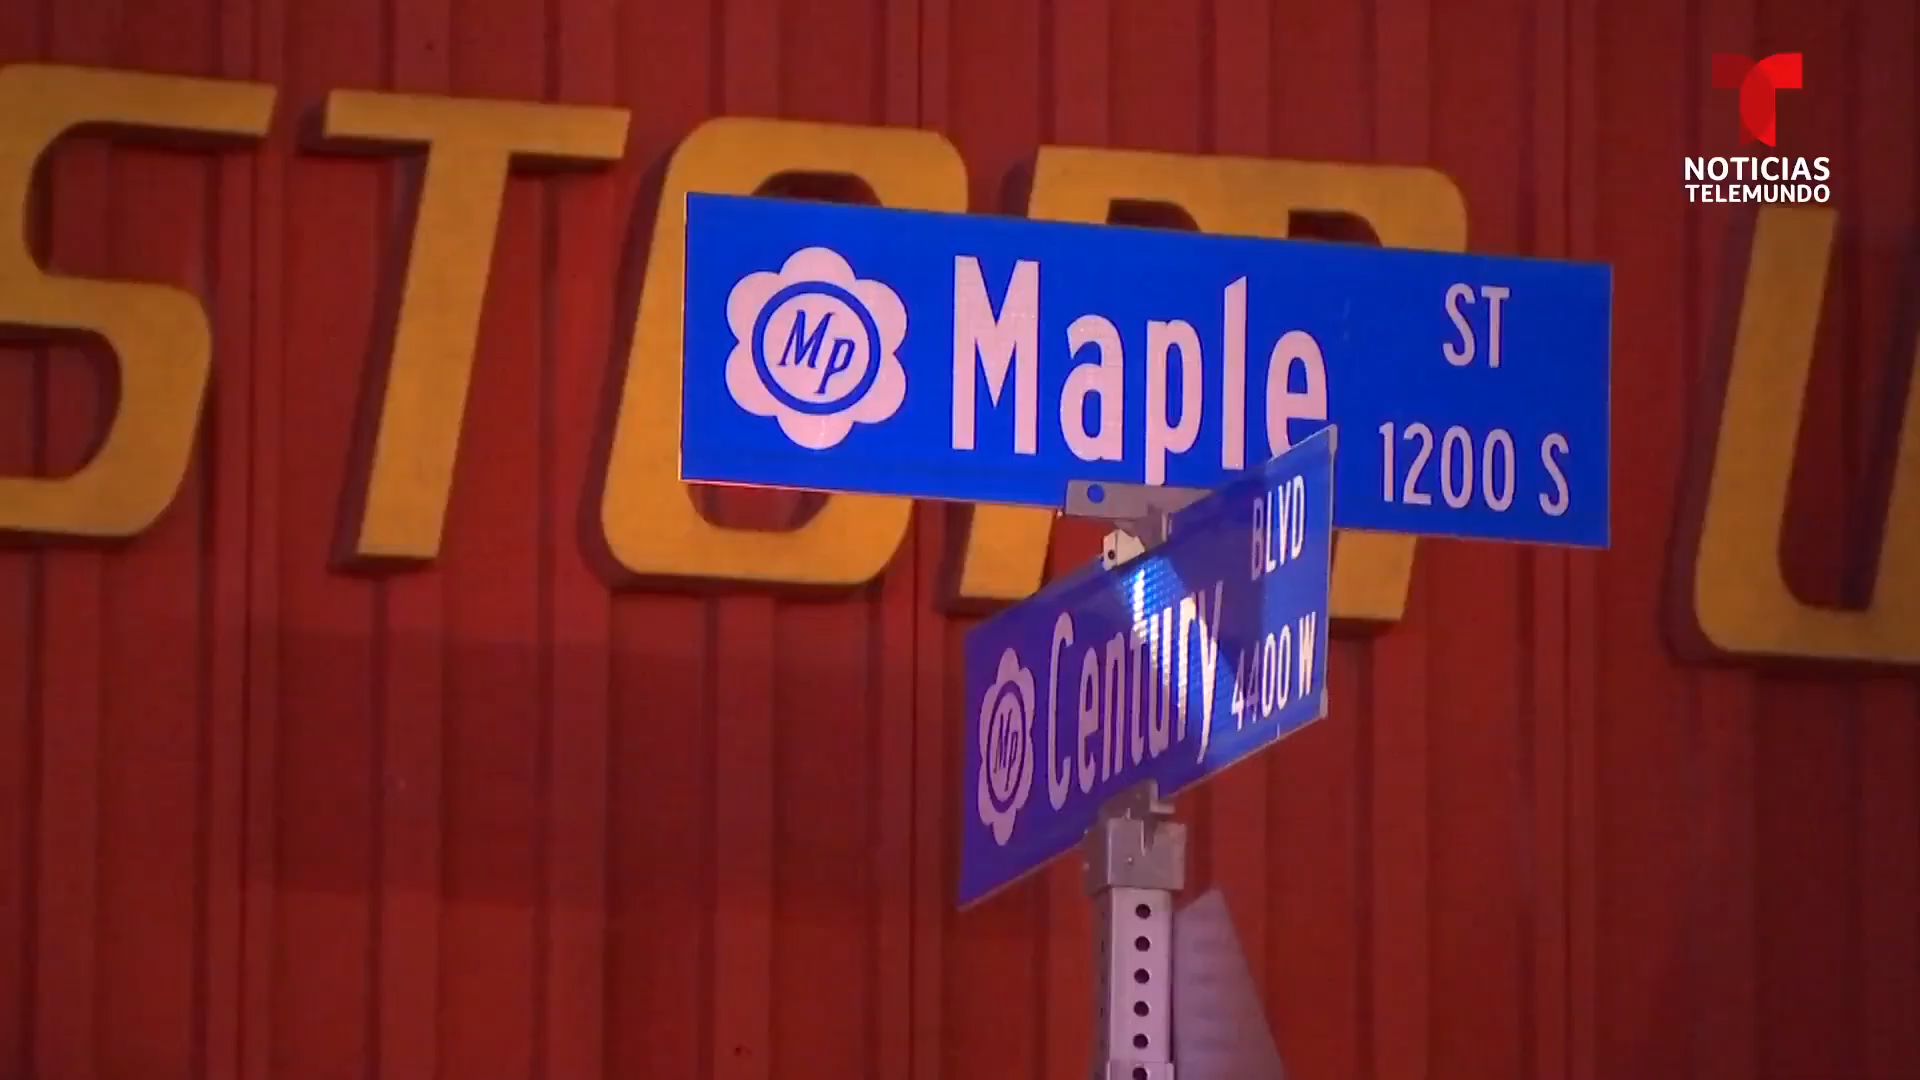 NOTICIAS
TELEMUNDO
Mp Maple ST
1200 S
Mp Century BLVD
4400 W